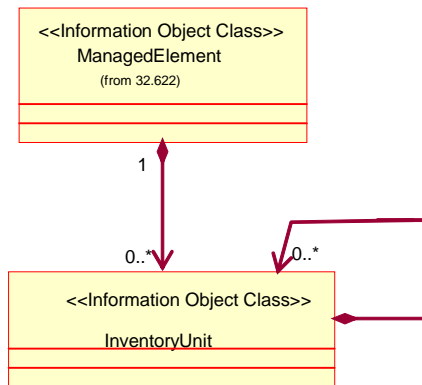 <<Information Object Class>>
ManagedElement
(from 32.622)
1
0..*
0..*
<<Information Object Class>>
InventoryUnit